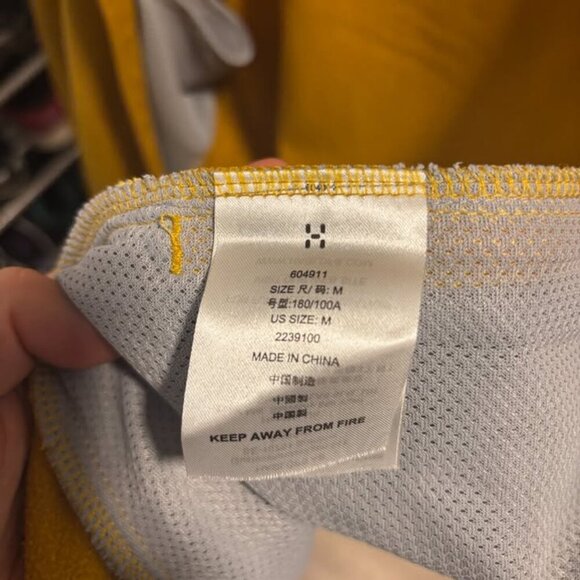 604911
SIZE 尺/ 码: M
号型:180/100A
US SIZE: M
2239100
MADE IN CHINA
中国制造
中國製
中国製
KEEP AWAY FROM FIRE